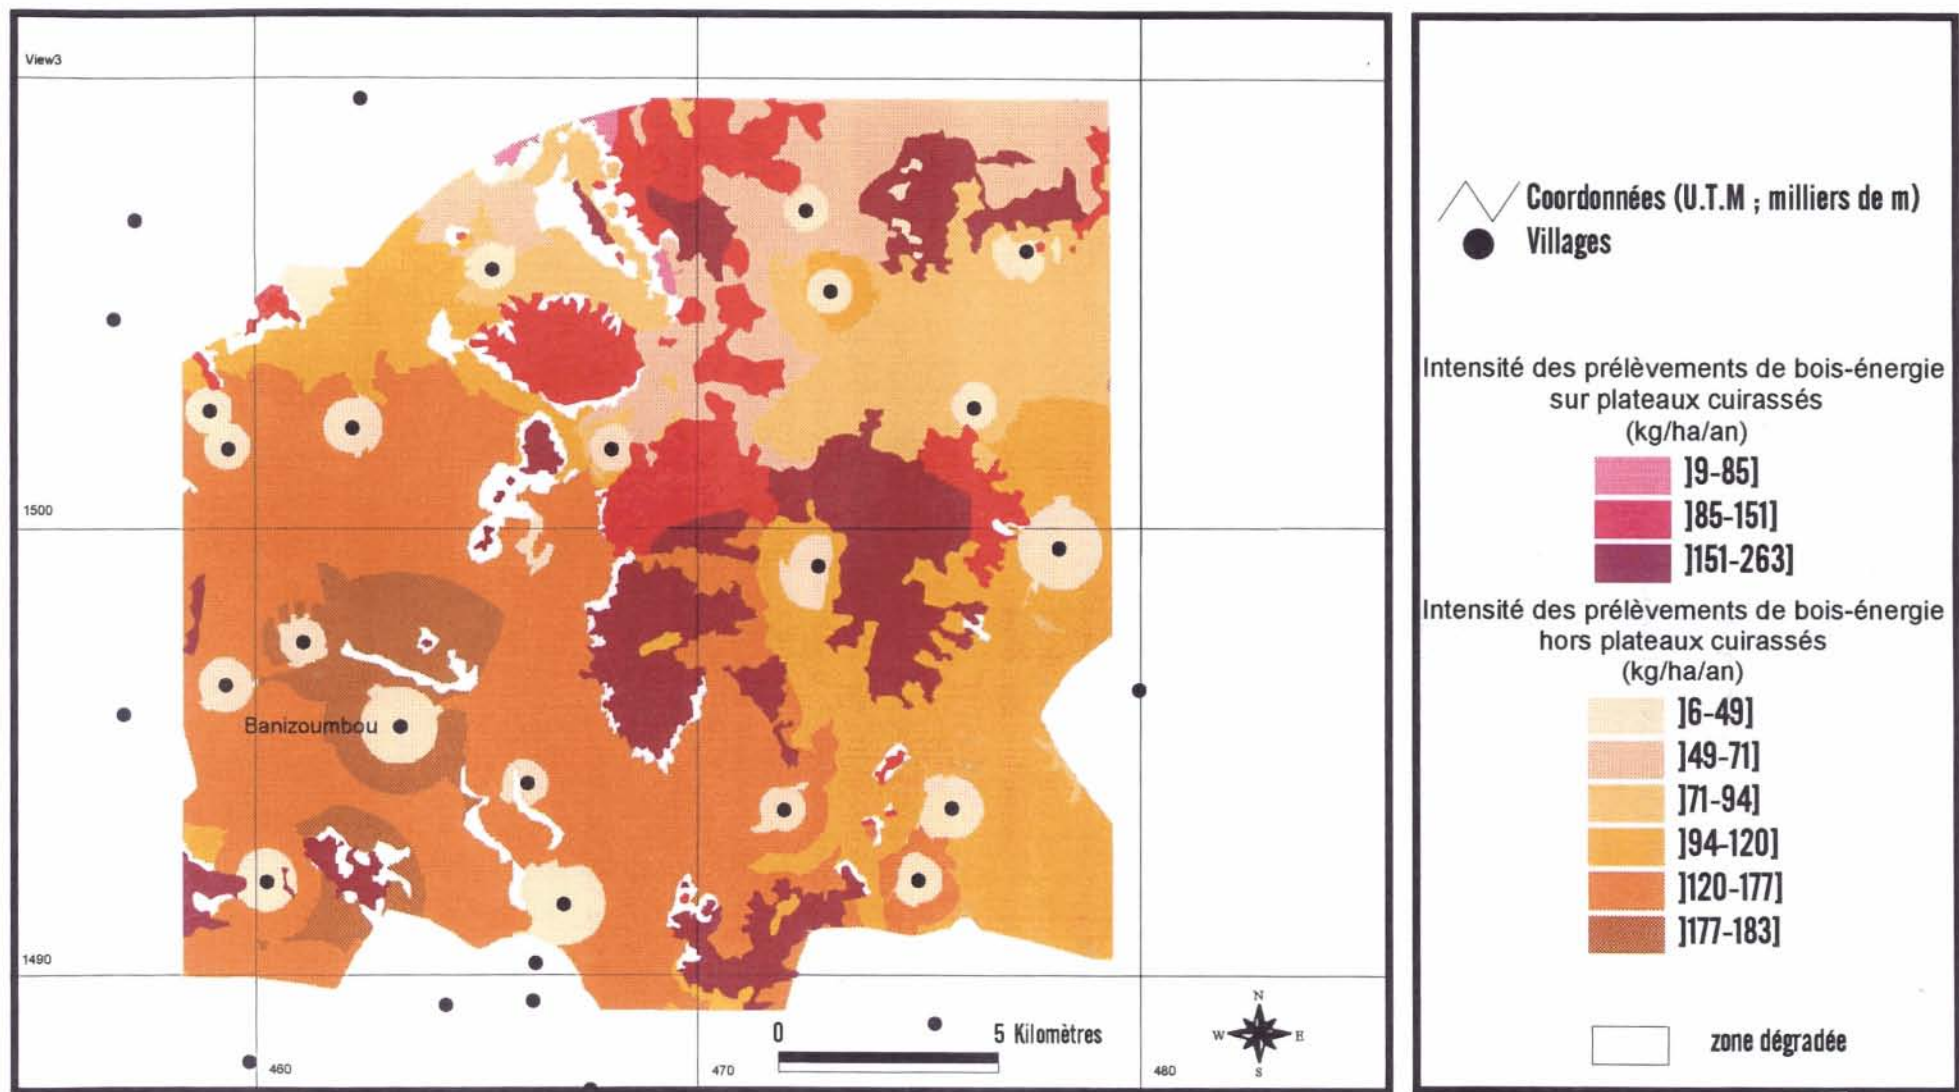 View3
1500
Banizoumbou
1490
460
470
480
0
5 Kilomètres
N
W
E
S
Coordonnées (U.T.M ; milliers de m)
Villages
Intensité des prélèvements de bois-énergie
sur plateaux cuirassés
(kg/ha/an)
]9-85]
]85-151]
]151-263]
Intensité des prélèvements de bois-énergie
hors plateaux cuirassés
(kg/ha/an)
]6-49]
]49-71]
]71-94]
]94-120]
]120-177]
]177-183]
zone dégradée